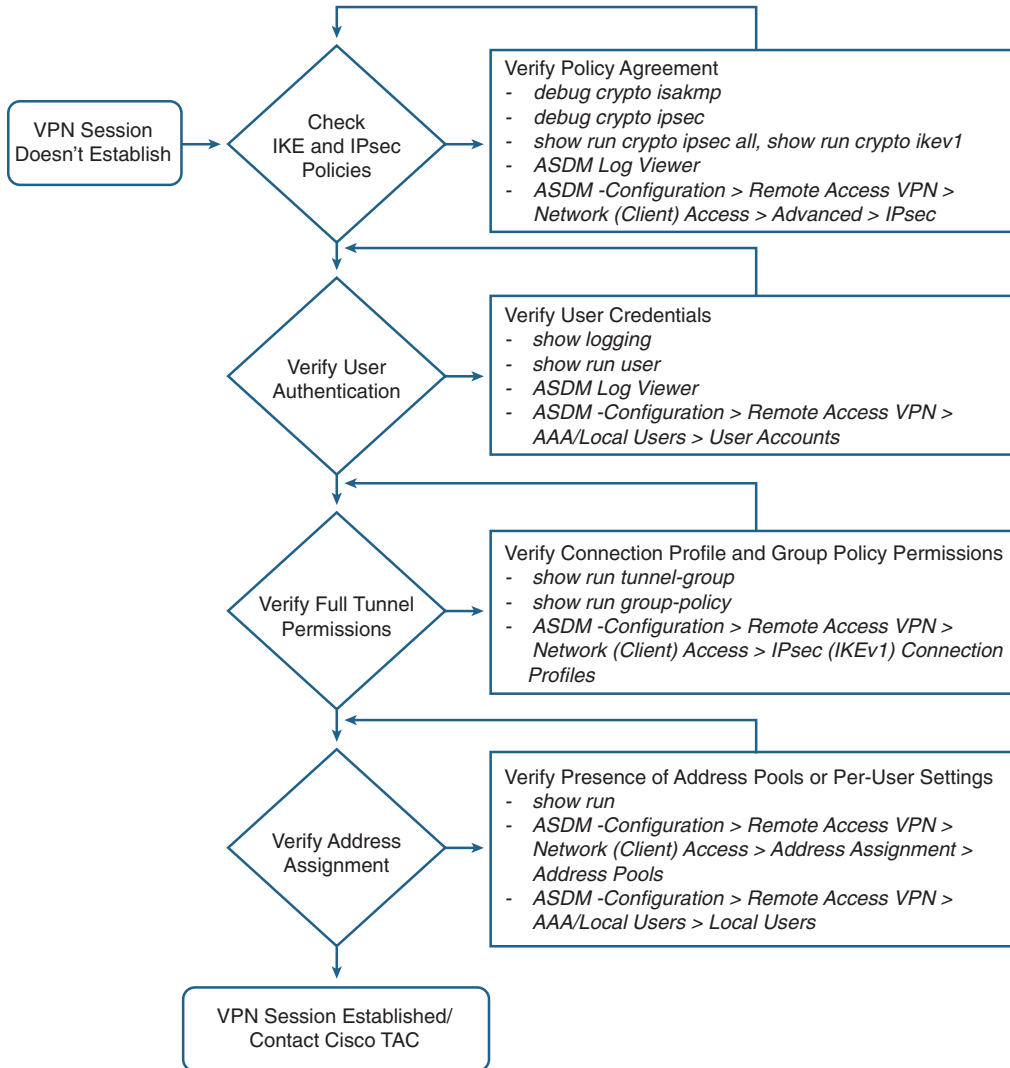 VPN Session
Doesn't Establish
Check
IKE and IPsec
Policies
Verify Policy Agreement
- debug crypto isakmp
- debug crypto ipsec
- show run crypto ipsec all, show run crypto ikev1
- ASDM Log Viewer
- ASDM -Configuration > Remote Access VPN >
Network (Client) Access > Advanced > IPsec
Verify User
Authentication
Verify User Credentials
- show logging
- show run user
- ASDM Log Viewer
- ASDM -Configuration > Remote Access VPN >
AAA/Local Users > User Accounts
Verify Full Tunnel
Permissions
Verify Connection Profile and Group Policy Permissions
- show run tunnel-group
- show run group-policy
- ASDM -Configuration > Remote Access VPN >
Network (Client) Access > IPsec (IKEv1) Connection
Profiles
Verify Address
Assignment
Verify Presence of Address Pools or Per-User Settings
- show run
- ASDM -Configuration > Remote Access VPN >
Network (Client) Access > Address Assignment >
Address Pools
- ASDM -Configuration > Remote Access VPN >
AAA/Local Users > Local Users
VPN Session Established/
Contact Cisco TAC